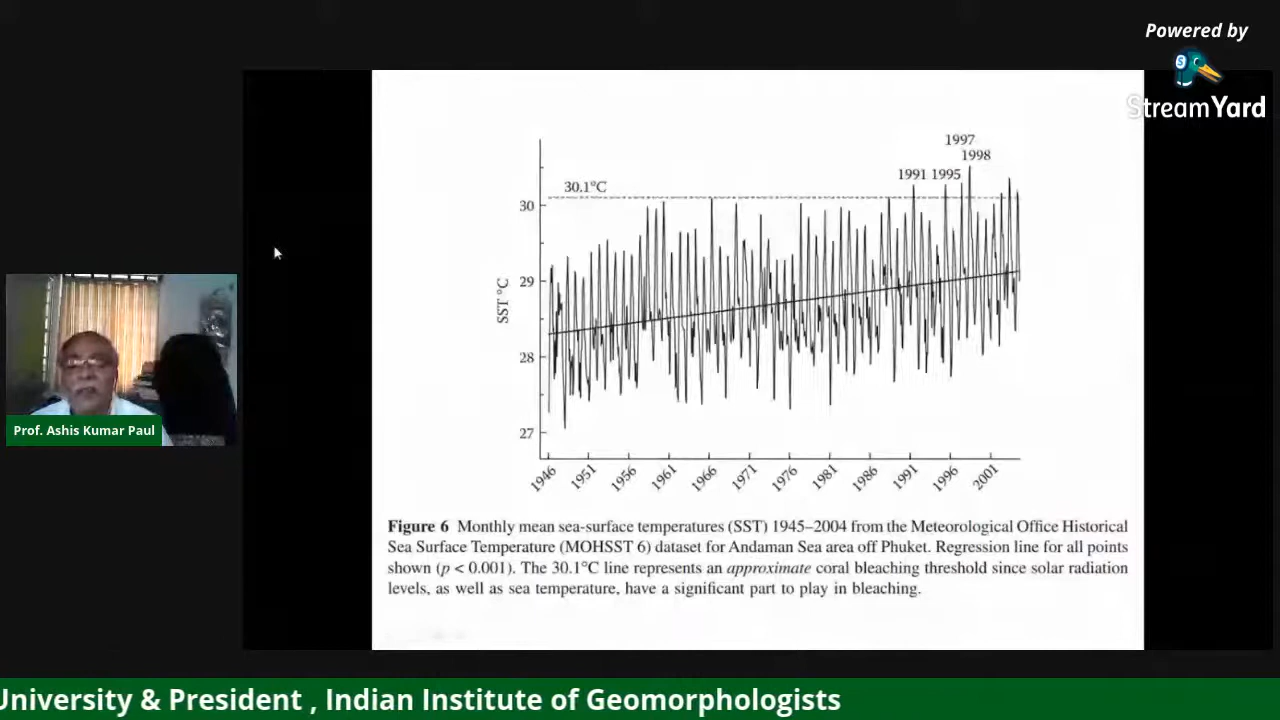 Powered by
StreamYard
1997
1998
1991 1995
30.1°C
30
29
28
27
SST °C
1946
1951
1956
1961
1966
1971
1976
1981
1986
1991
1996
2001
Figure 6 Monthly mean sea-surface temperatures (SST) 1945–2004 from the Meteorological Office Historical
Sea Surface Temperature (MOHSST 6) dataset for Andaman Sea area off Phuket. Regression line for all points
shown (p < 0.001). The 30.1°C line represents an approximate coral bleaching threshold since solar radiation
levels, as well as sea temperature, have a significant part to play in bleaching.
Prof. Ashis Kumar Paul
University & President , Indian Institute of Geomorphologists